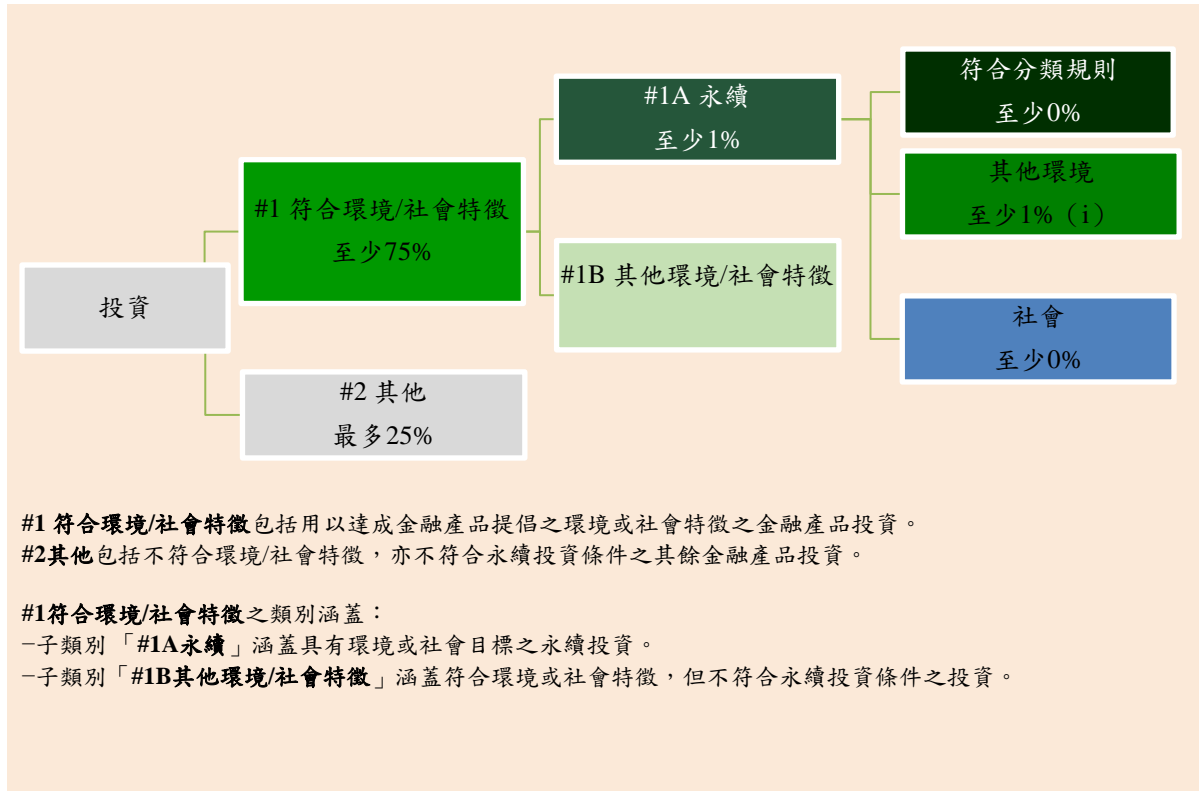 投資
#1 符合環境/社會特徵
至少75%
#2 其他
最多25%
#1A 永續
至少1%
#1B 其他環境/社會特徵
符合分類規則
至少0%
其他環境
至少1%（i）
社會
至少0%
#1 符合環境/社會特徵包括用以達成金融產品提倡之環境或社會特徵之金融產品投資。
#2其他包括不符合環境/社會特徵，亦不符合永續投資條件之其餘金融產品投資。
#1符合環境/社會特徵之類別涵蓋：
−子類別「#1A永續」涵蓋具有環境或社會目標之永續投資。
−子類別「#1B其他環境/社會特徵」涵蓋符合環境或社會特徵，但不符合永續投資條件之投資。